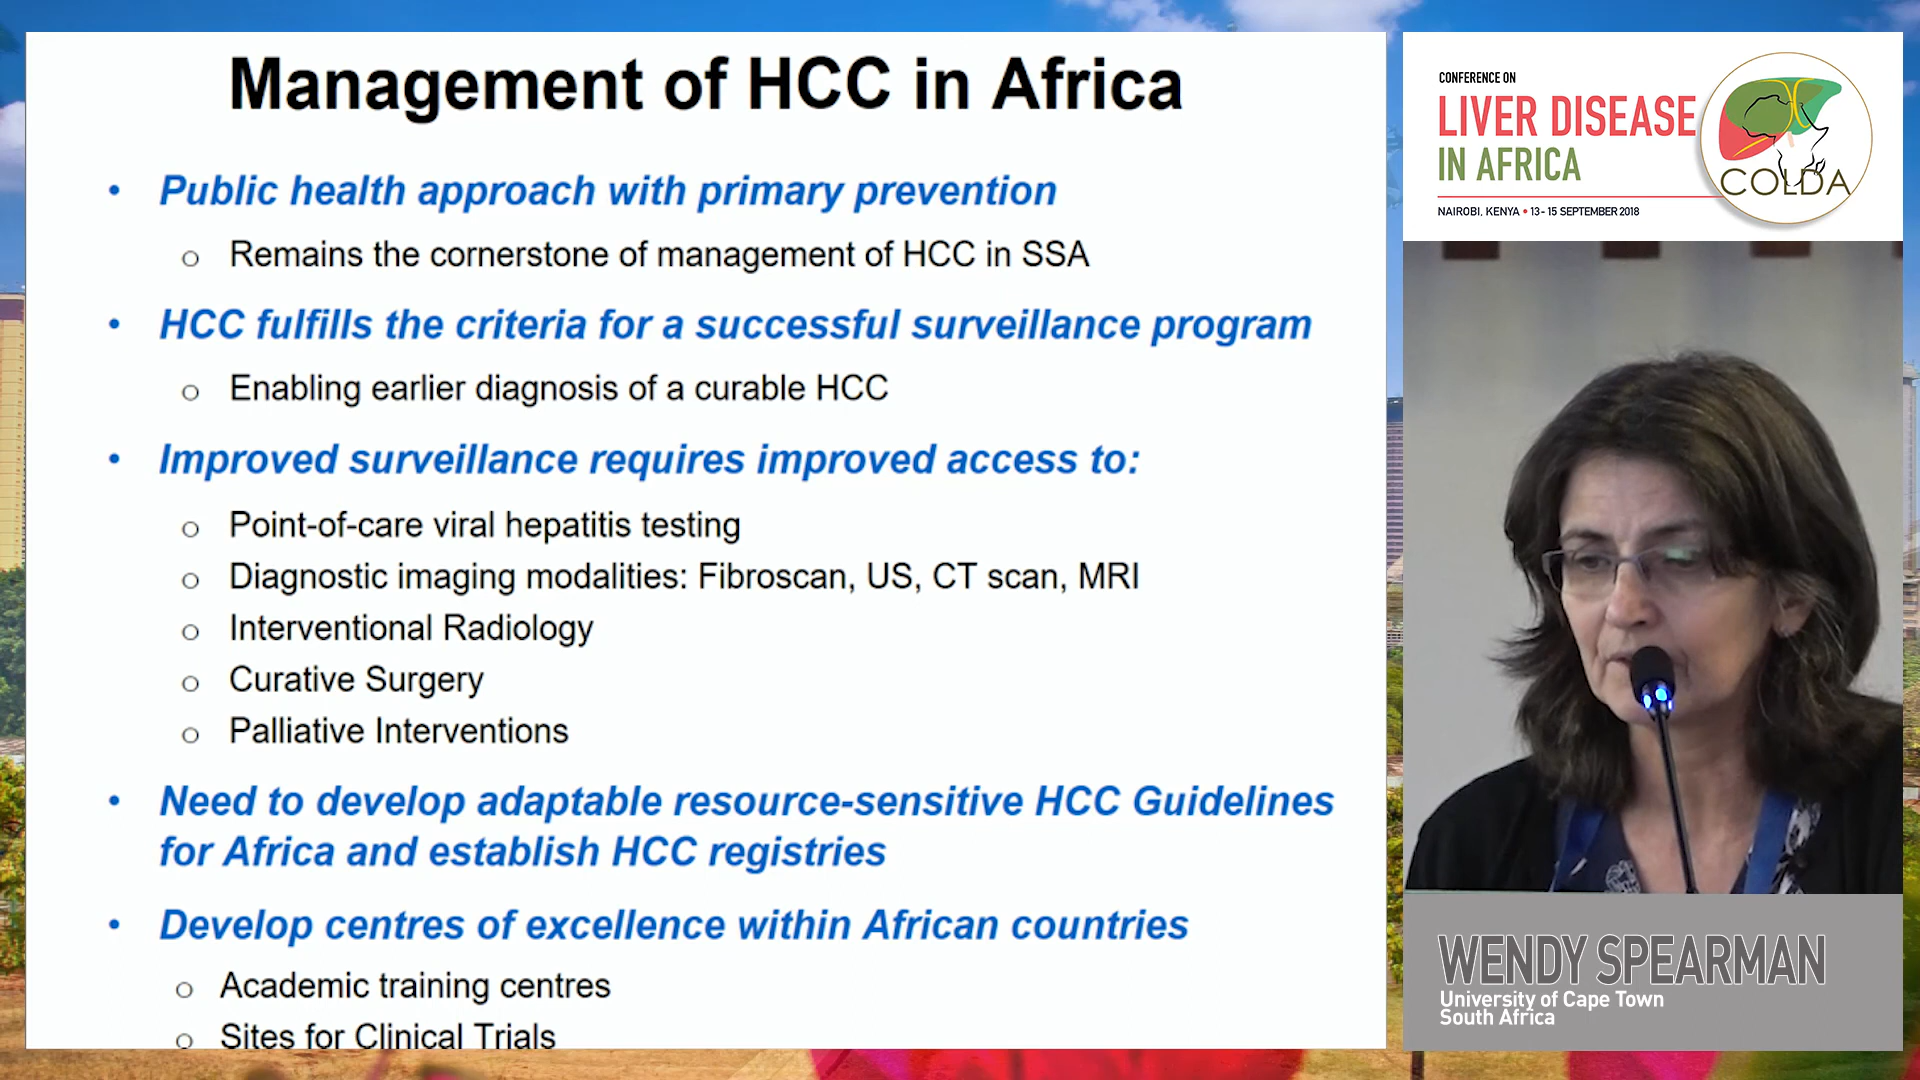 Management of HCC in Africa
• Public health approach with primary prevention
o Remains the cornerstone of management of HCC in SSA
• HCC fulfills the criteria for a successful surveillance program
o Enabling earlier diagnosis of a curable HCC
• Improved surveillance requires improved access to:
o Point-of-care viral hepatitis testing
o Diagnostic imaging modalities: Fibroscan, US, CT scan, MRI
o Interventional Radiology
o Curative Surgery
o Palliative Interventions
• Need to develop adaptable resource-sensitive HCC Guidelines
for Africa and establish HCC registries
• Develop centres of excellence within African countries
o Academic training centres
o Sites for Clinical Trials
CONFERENCE ON
LIVER DISEASE
IN AFRICA
NAIROBI, KENYA • 13 - 15 SEPTEMBER 2018
COLDA
WENDY SPEARMAN
University of Cape Town
South Africa